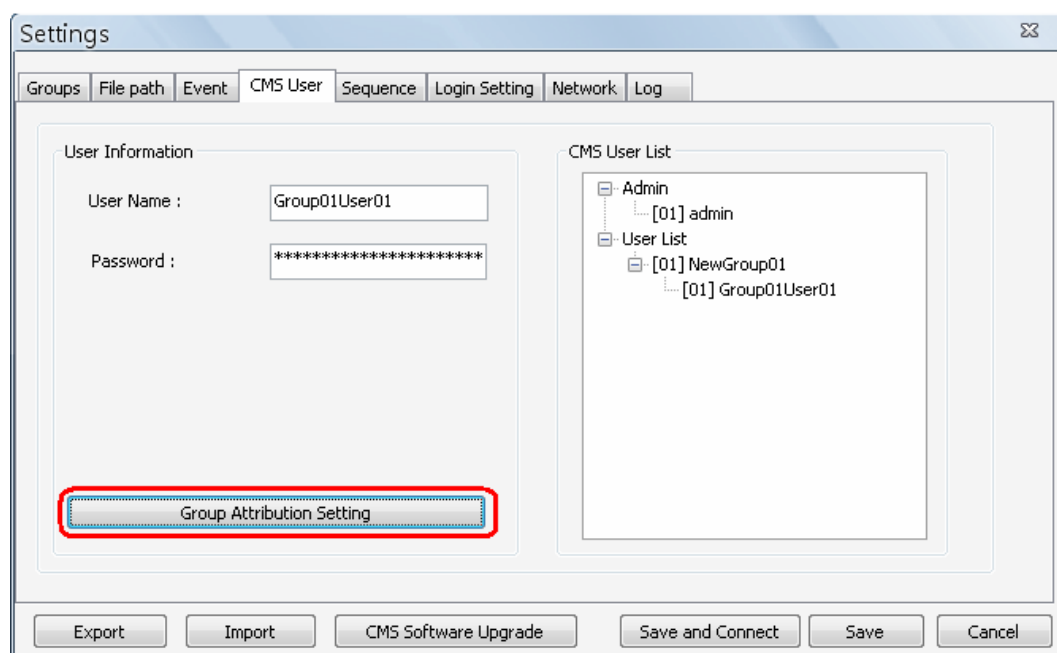 Settings
Groups File path Event CMS User Sequence Login Setting Network Log
User Information
User Name : Group01User01
Password : **********************
Group Attribution Setting
CMS User List
Admin
[01] admin
User List
[01] NewGroup01
[01] Group01User01
Export Import CMS Software Upgrade Save and Connect Save Cancel